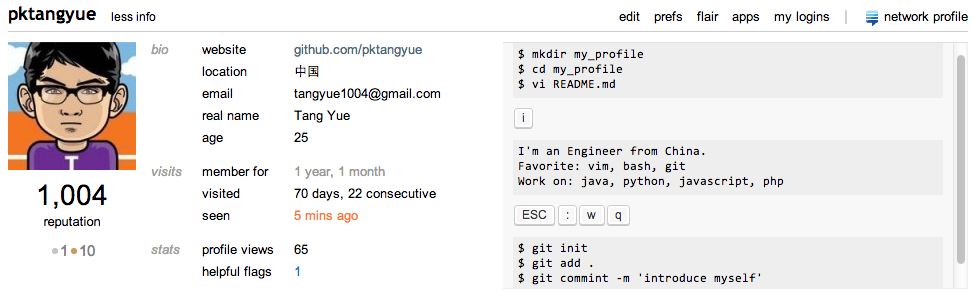 pktangyue less info edit prefs flair apps my logins | network profile
bio website github.com/pktangyue
location 中国
email tangyue1004@gmail.com
real name Tang Yue
age 25
visits member for 1 year, 1 month
visited 70 days, 22 consecutive
seen 5 mins ago
stats profile views 65
helpful flags 1
T
1,004
reputation
1 10
$ mkdir my_profile
$ cd my_profile
$ vi README.md
i
I'm an Engineer from China.
Favorite: vim, bash, git
Work on: java, python, javascript, php
ESC : w q
$ git init
$ git add .
$ git commint -m 'introduce myself'